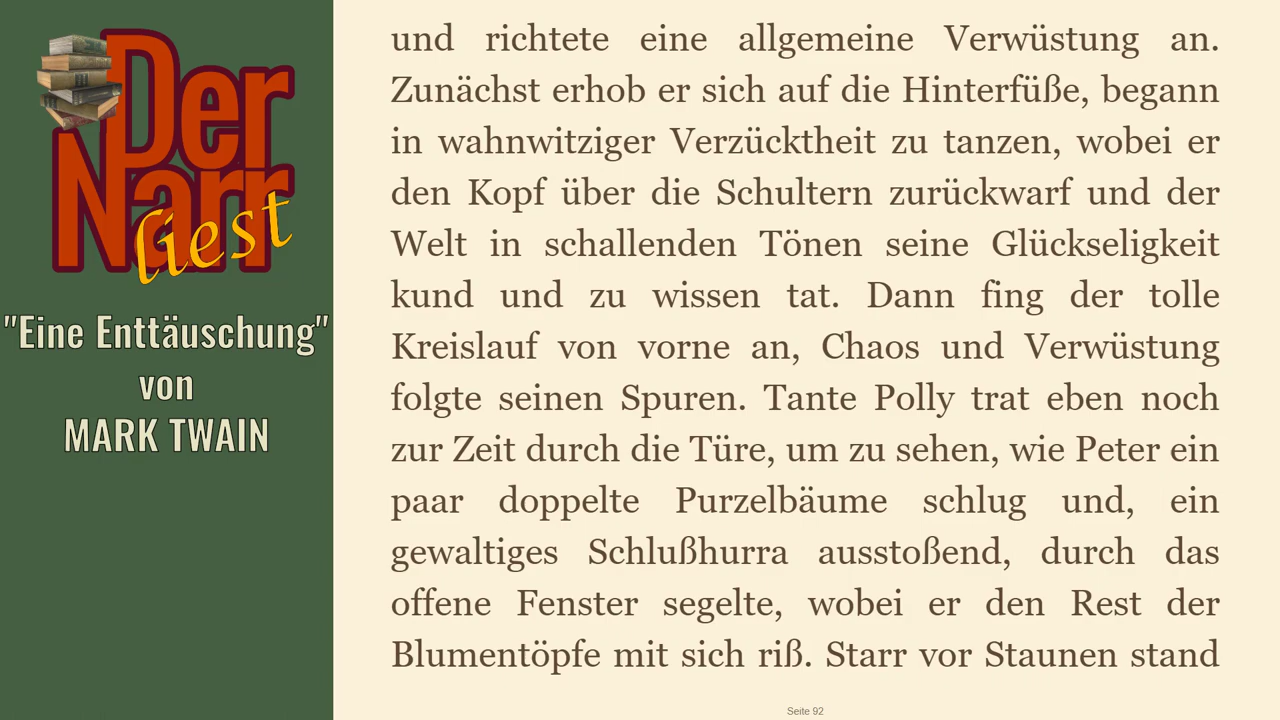 Der
Narr
liest
"Eine Enttäuschung"
von
MARK TWAIN
und richtete eine allgemeine Verwüstung an.
Zunächst erhob er sich auf die Hinterfüße, begann
in wahnwitziger Verzücktheit zu tanzen, wobei er
den Kopf über die Schultern zurückwarf und der
Welt in schallenden Tönen seine Glückseligkeit
kund und zu wissen tat. Dann fing der tolle
Kreislauf von vorne an, Chaos und Verwüstung
folgte seinen Spuren. Tante Polly trat eben noch
zur Zeit durch die Türe, um zu sehen, wie Peter ein
paar doppelte Purzelbäume schlug und, ein
gewaltiges Schlußhurra ausstoßend, durch das
offene Fenster segelte, wobei er den Rest der
Blumentöpfe mit sich riß. Starr vor Staunen stand
Seite 92